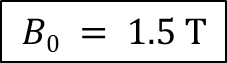 B₀ = 1.5 T